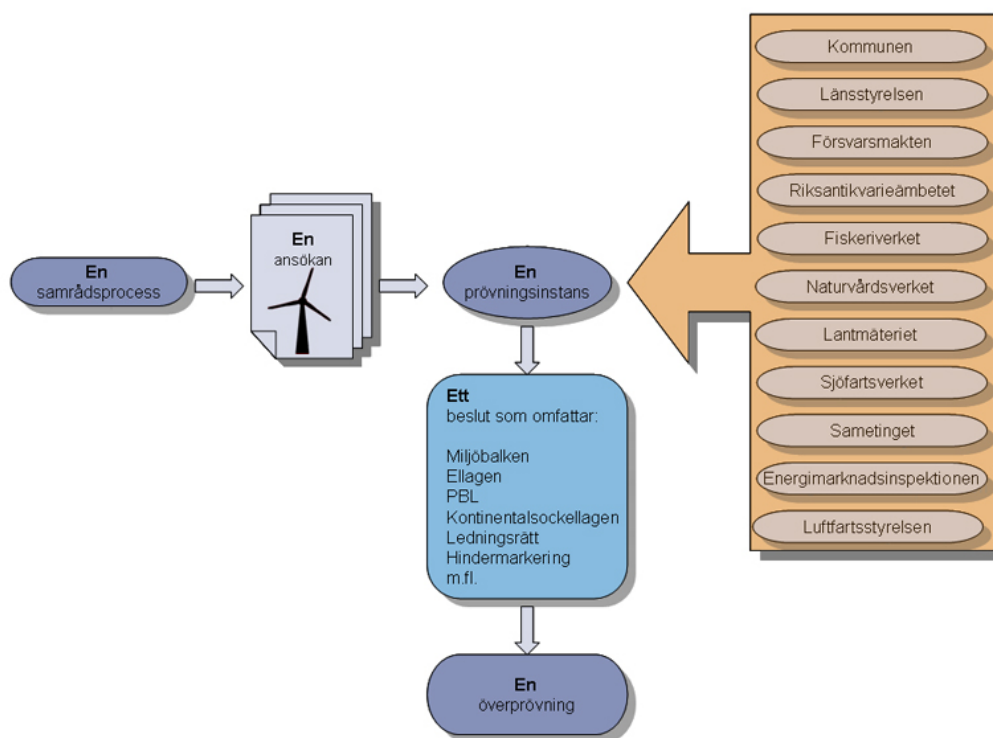 En
samrådsprocess
En
ansökan
En
prövningsinstans
Ett
beslut som omfattar:
Miljöbalken
Ellagen
PBL
Kontinentalsockellagen
Ledningsrätt
Hindermarkering
m.fl.
En
överprövning
Kommunen
Länsstyrelsen
Försvarsmakten
Riksantikvarieämbetet
Fiskeriverket
Naturvårdsverket
Lantmäteriet
Sjöfartsverket
Sametinget
Energimarknadsinspektionen
Luftfartsstyrelsen